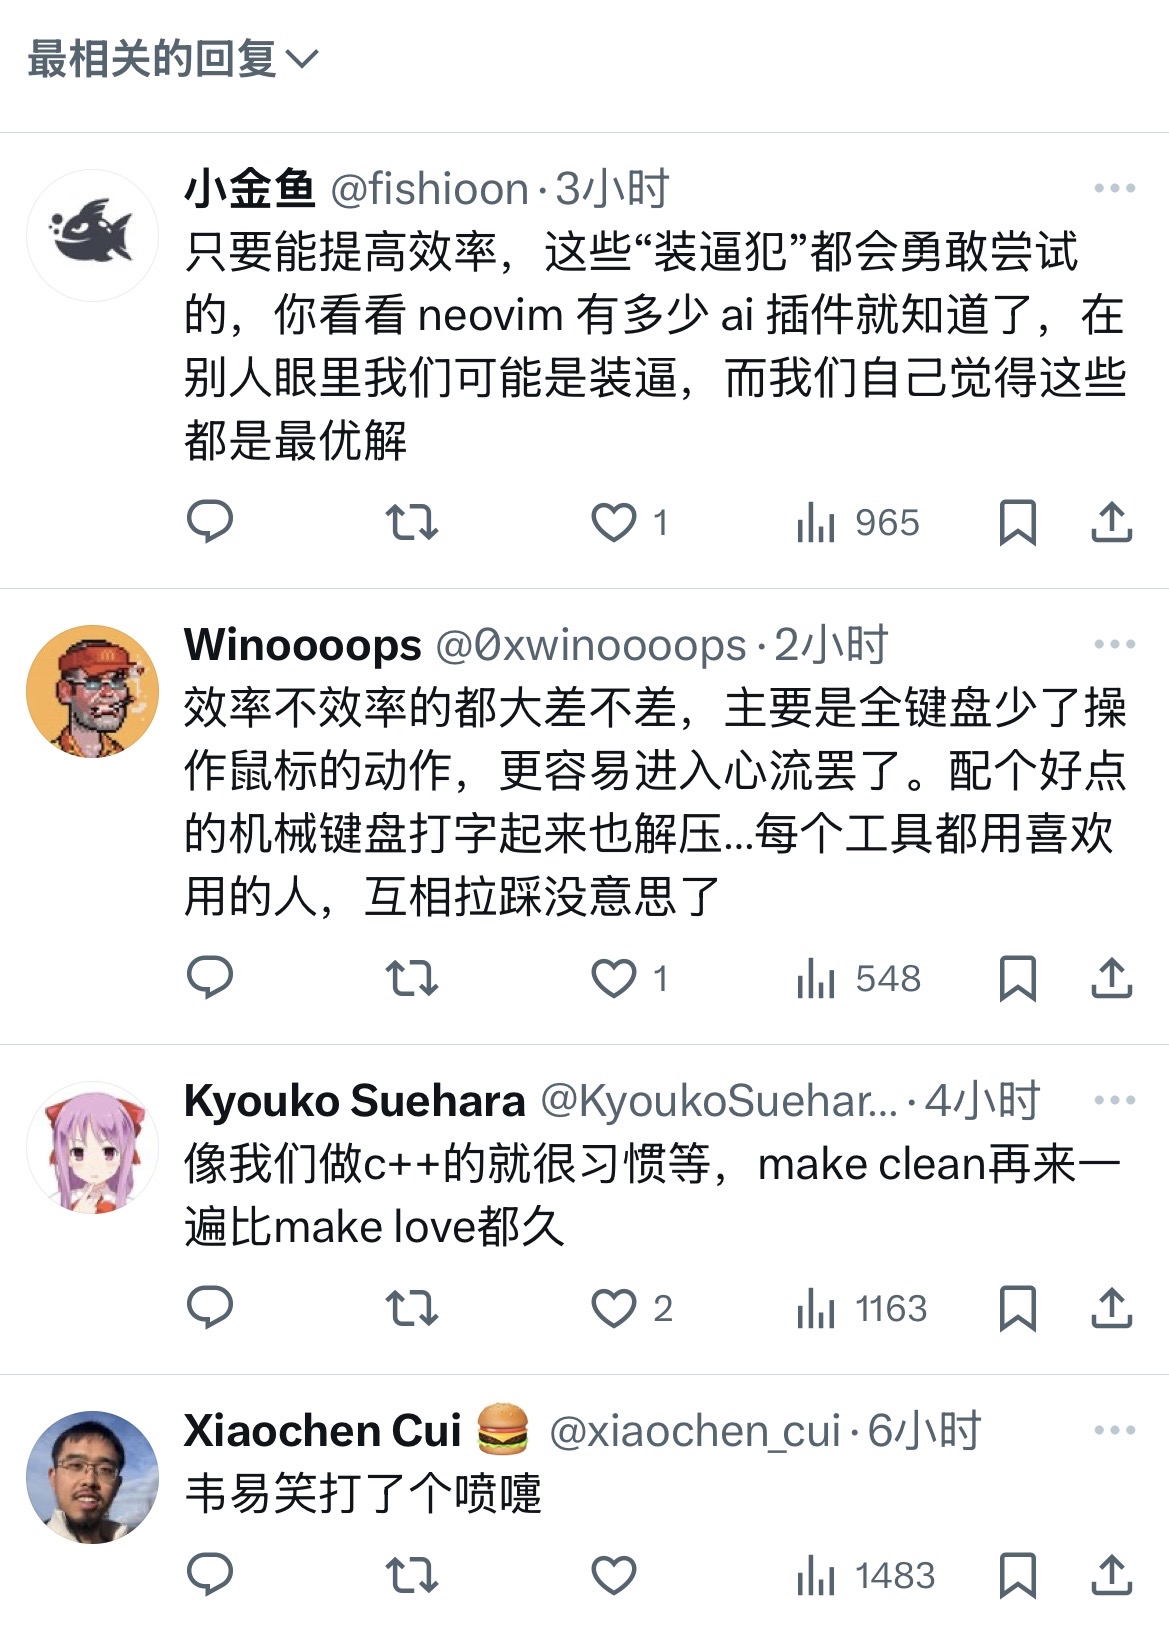 最相关的回复
小金鱼 @fishioon·3小时
只要能提高效率，这些“装逼犯”都会勇敢尝试
的，你看看 neovim 有多少 ai 插件就知道了，在
别人眼里我们可能是装逼，而我们自己觉得这些
都是最优解
1 965
Winoooops @0xwinoooops·2小时
效率不效率的都大差不差，主要是全键盘少了操
作鼠标的动作，更容易进入心流罢了。配个好点
的机械键盘打字起来也解压...每个工具都用喜欢
用的人，互相拉踩没意思了
1 548
Kyouko Suehara @KyoukoSuehar...·4小时
像我们做c++的就很习惯等，make clean再来一
遍比make love都久
2 1163
Xiaochen Cui 🍔 @xiaochen_cui·6小时
韦易笑打了个喷嚏
1483